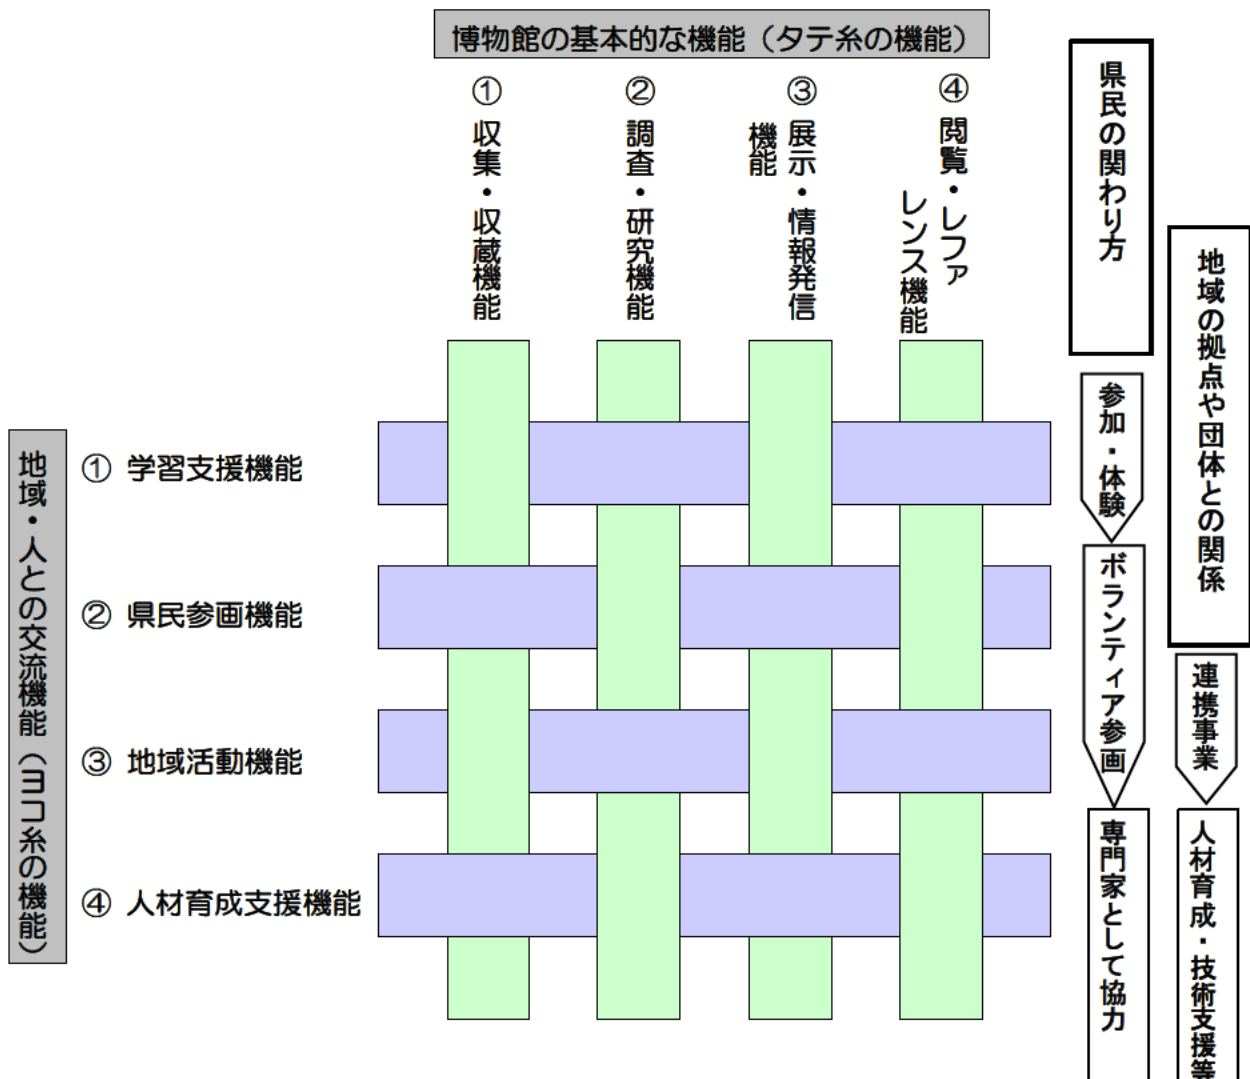 博物館の基本的な機能（タテ糸の機能）
① 収集・収蔵機能
② 調査・研究機能
③ 展示・情報発信
機能
④ 閲覧・レファ
レンス機能
地域・人との交流機能（ヨコ糸の機能）
① 学習支援機能
② 県民参画機能
③ 地域活動機能
④ 人材育成支援機能
県民の関わり方
参加・体験
ボランティア参画
専門家として協力
地域の拠点や団体との関係
連携事業
人材育成・技術支援等